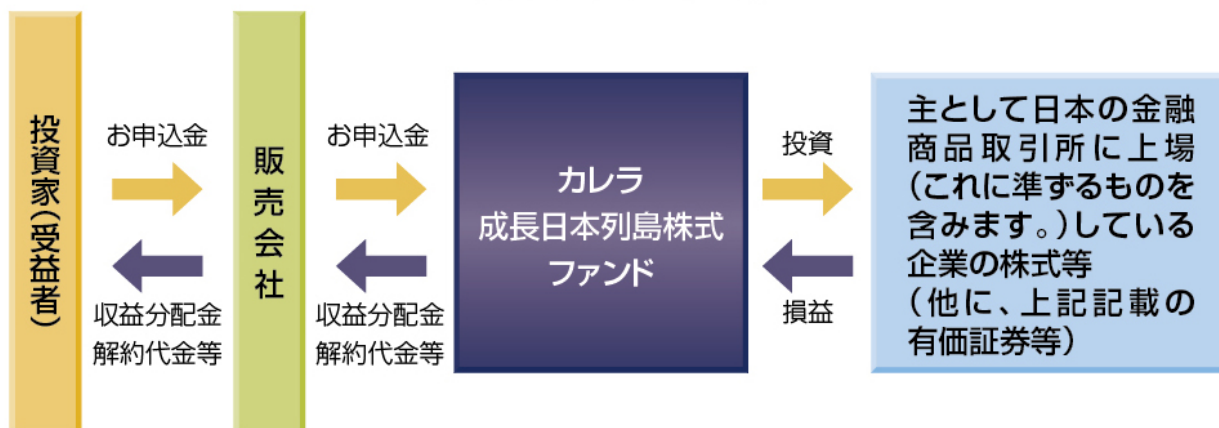 投資家(受益者)
お申込金
収益分配金
解約代金等
販売会社
お申込金
収益分配金
解約代金等
カレラ
成長日本列島株式
ファンド
投資
損益
主として日本の金融
商品取引所に上場
(これに準ずるものを
含みます。)している
企業の株式等
(他に、上記記載の
有価証券等)